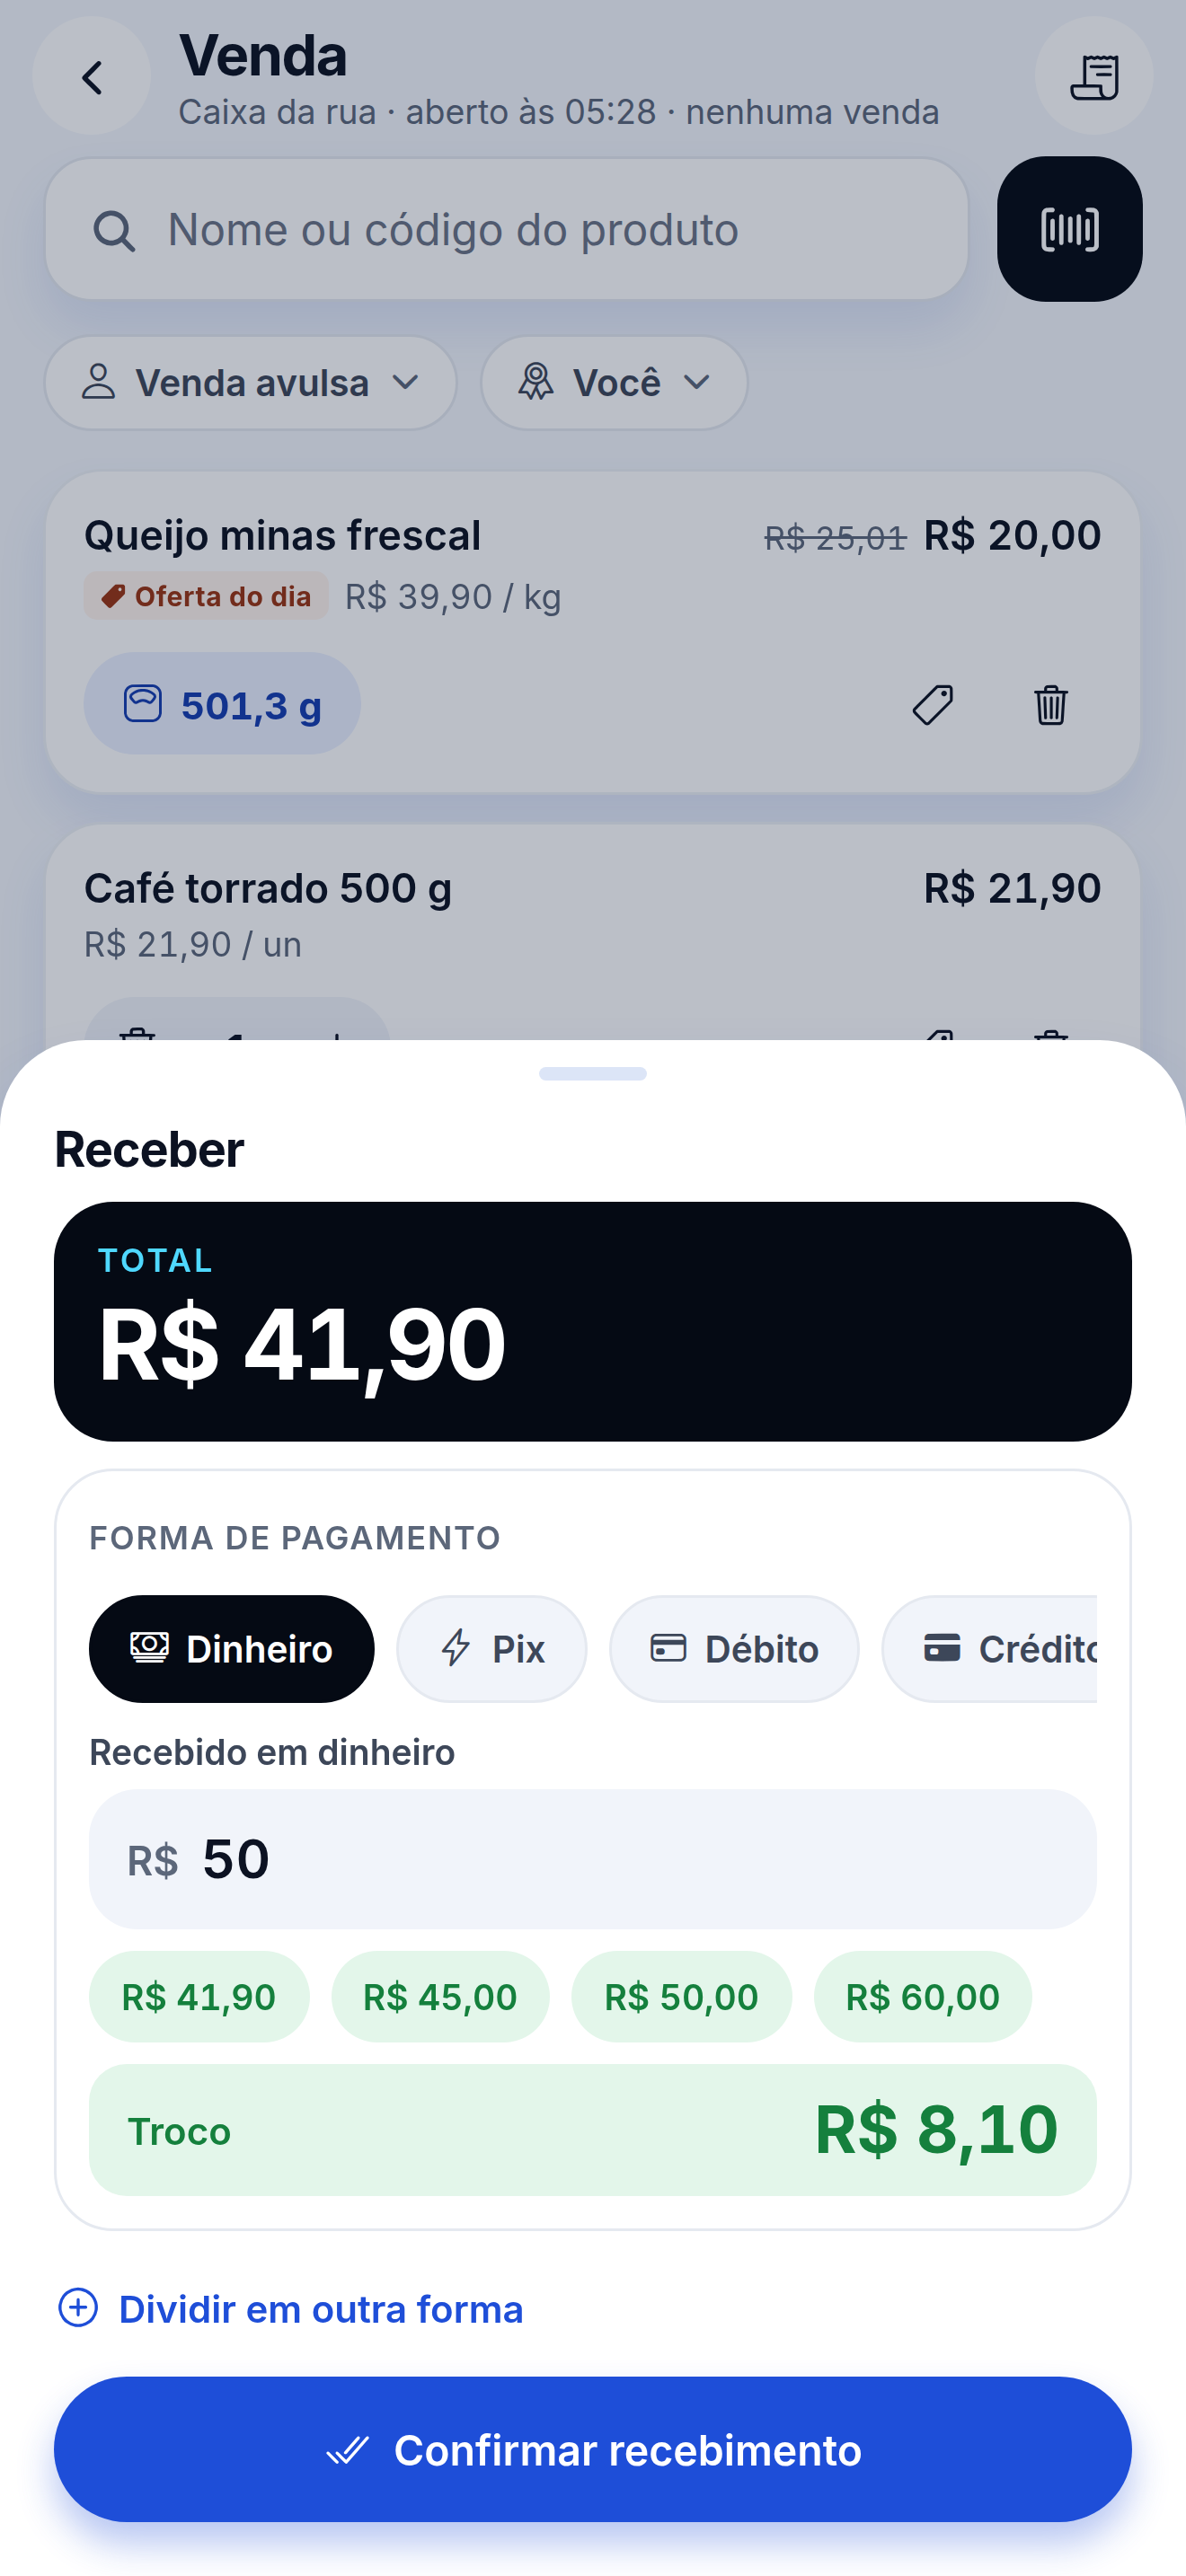 Venda
Caixa da rua · aberto às 05:28 · nenhuma venda
Nome ou código do produto
Venda avulsa
Você
Queijo minas frescal R$ 25,01 R$ 20,00
Oferta do dia R$ 39,90 / kg
501,3 g
Café torrado 500 g R$ 21,90
R$ 21,90 / un
Receber
TOTAL
R$ 41,90
FORMA DE PAGAMENTO
Dinheiro Pix Débito Crédito
Recebido em dinheiro
R$ 50
R$ 41,90 R$ 45,00 R$ 50,00 R$ 60,00
Troco R$ 8,10
Dividir em outra forma
Confirmar recebimento